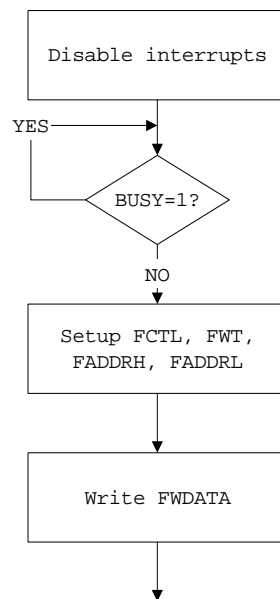 Disable interrupts
YES
BUSY=1?
NO
Setup FCTL, FWT,
FADDRH, FADDRL
Write FWDATA